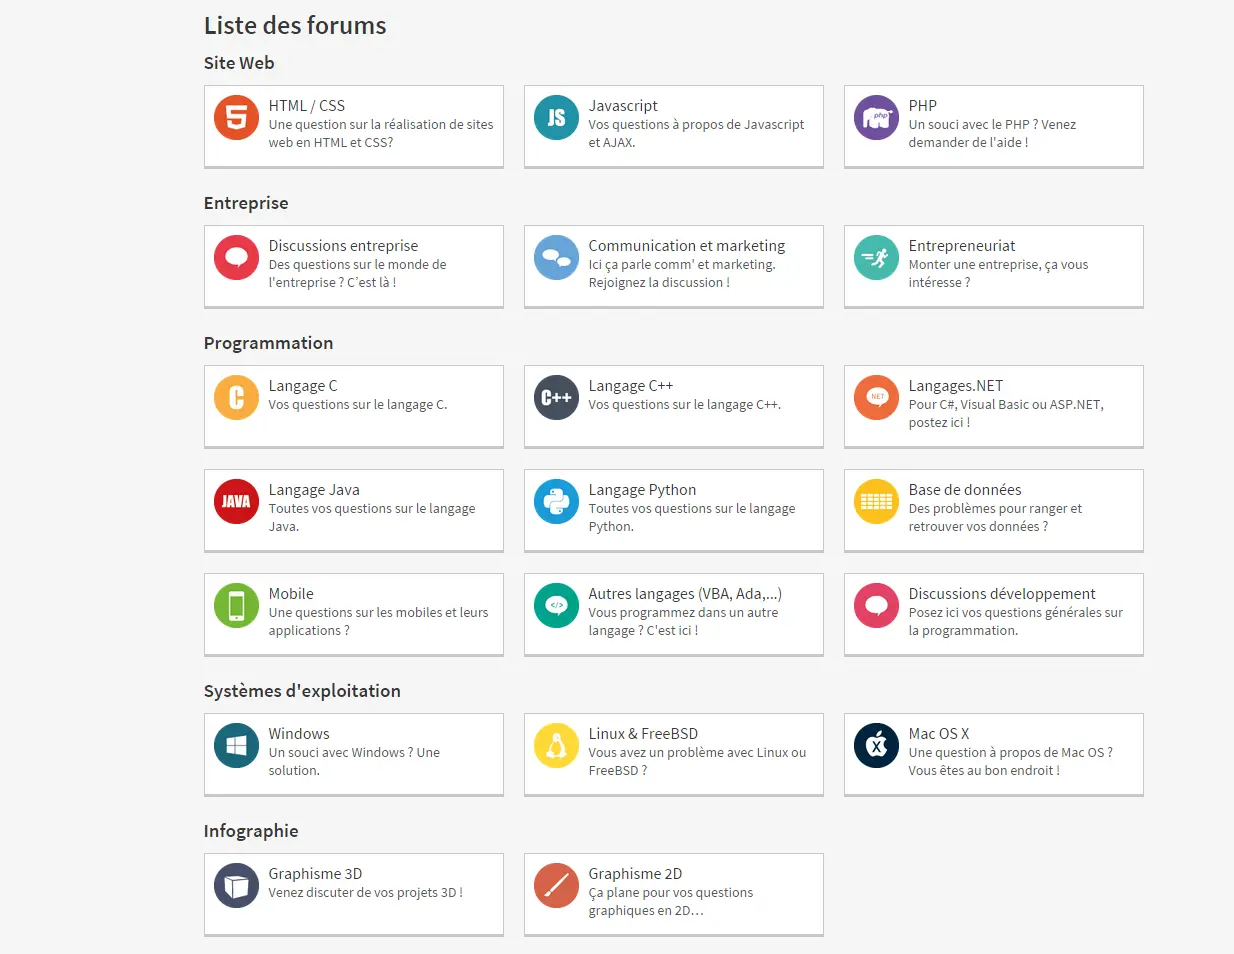 Liste des forums
Site Web
HTML / CSS
Une question sur la réalisation de sites
web en HTML et CSS?
JS
Javascript
Vos questions à propos de Javascript
et AJAX.
php
PHP
Un souci avec le PHP ? Venez
demander de l'aide !
Entreprise
Discussions entreprise
Des questions sur le monde de
l'entreprise ? C'est là !
Communication et marketing
Ici ça parle comm' et marketing.
Rejoignez la discussion !
Entrepreneuriat
Monter une entreprise, ça vous
intéresse ?
Programmation
C
Langage C
Vos questions sur le langage C.
C++
Langage C++
Vos questions sur le langage C++.
NET
Langages.NET
Pour C#, Visual Basic ou ASP.NET,
postez ici !
JAVA
Langage Java
Toutes vos questions sur le langage
Java.
Langage Python
Toutes vos questions sur le langage
Python.
Base de données
Des problèmes pour ranger et
retrouver vos données ?
Mobile
Une questions sur les mobiles et leurs
applications ?
</>
Autres langages (VBA, Ada,...)
Vous programmez dans un autre
langage ? C'est ici !
Discussions développement
Posez ici vos questions générales sur
la programmation.
Systèmes d'exploitation
Windows
Un souci avec Windows ? Une
solution.
Linux & FreeBSD
Vous avez un problème avec Linux ou
FreeBSD ?
X
Mac OS X
Une question à propos de Mac OS ?
Vous êtes au bon endroit !
Infographie
Graphisme 3D
Venez discuter de vos projets 3D !
Graphisme 2D
Ça plane pour vos questions
graphiques en 2D…